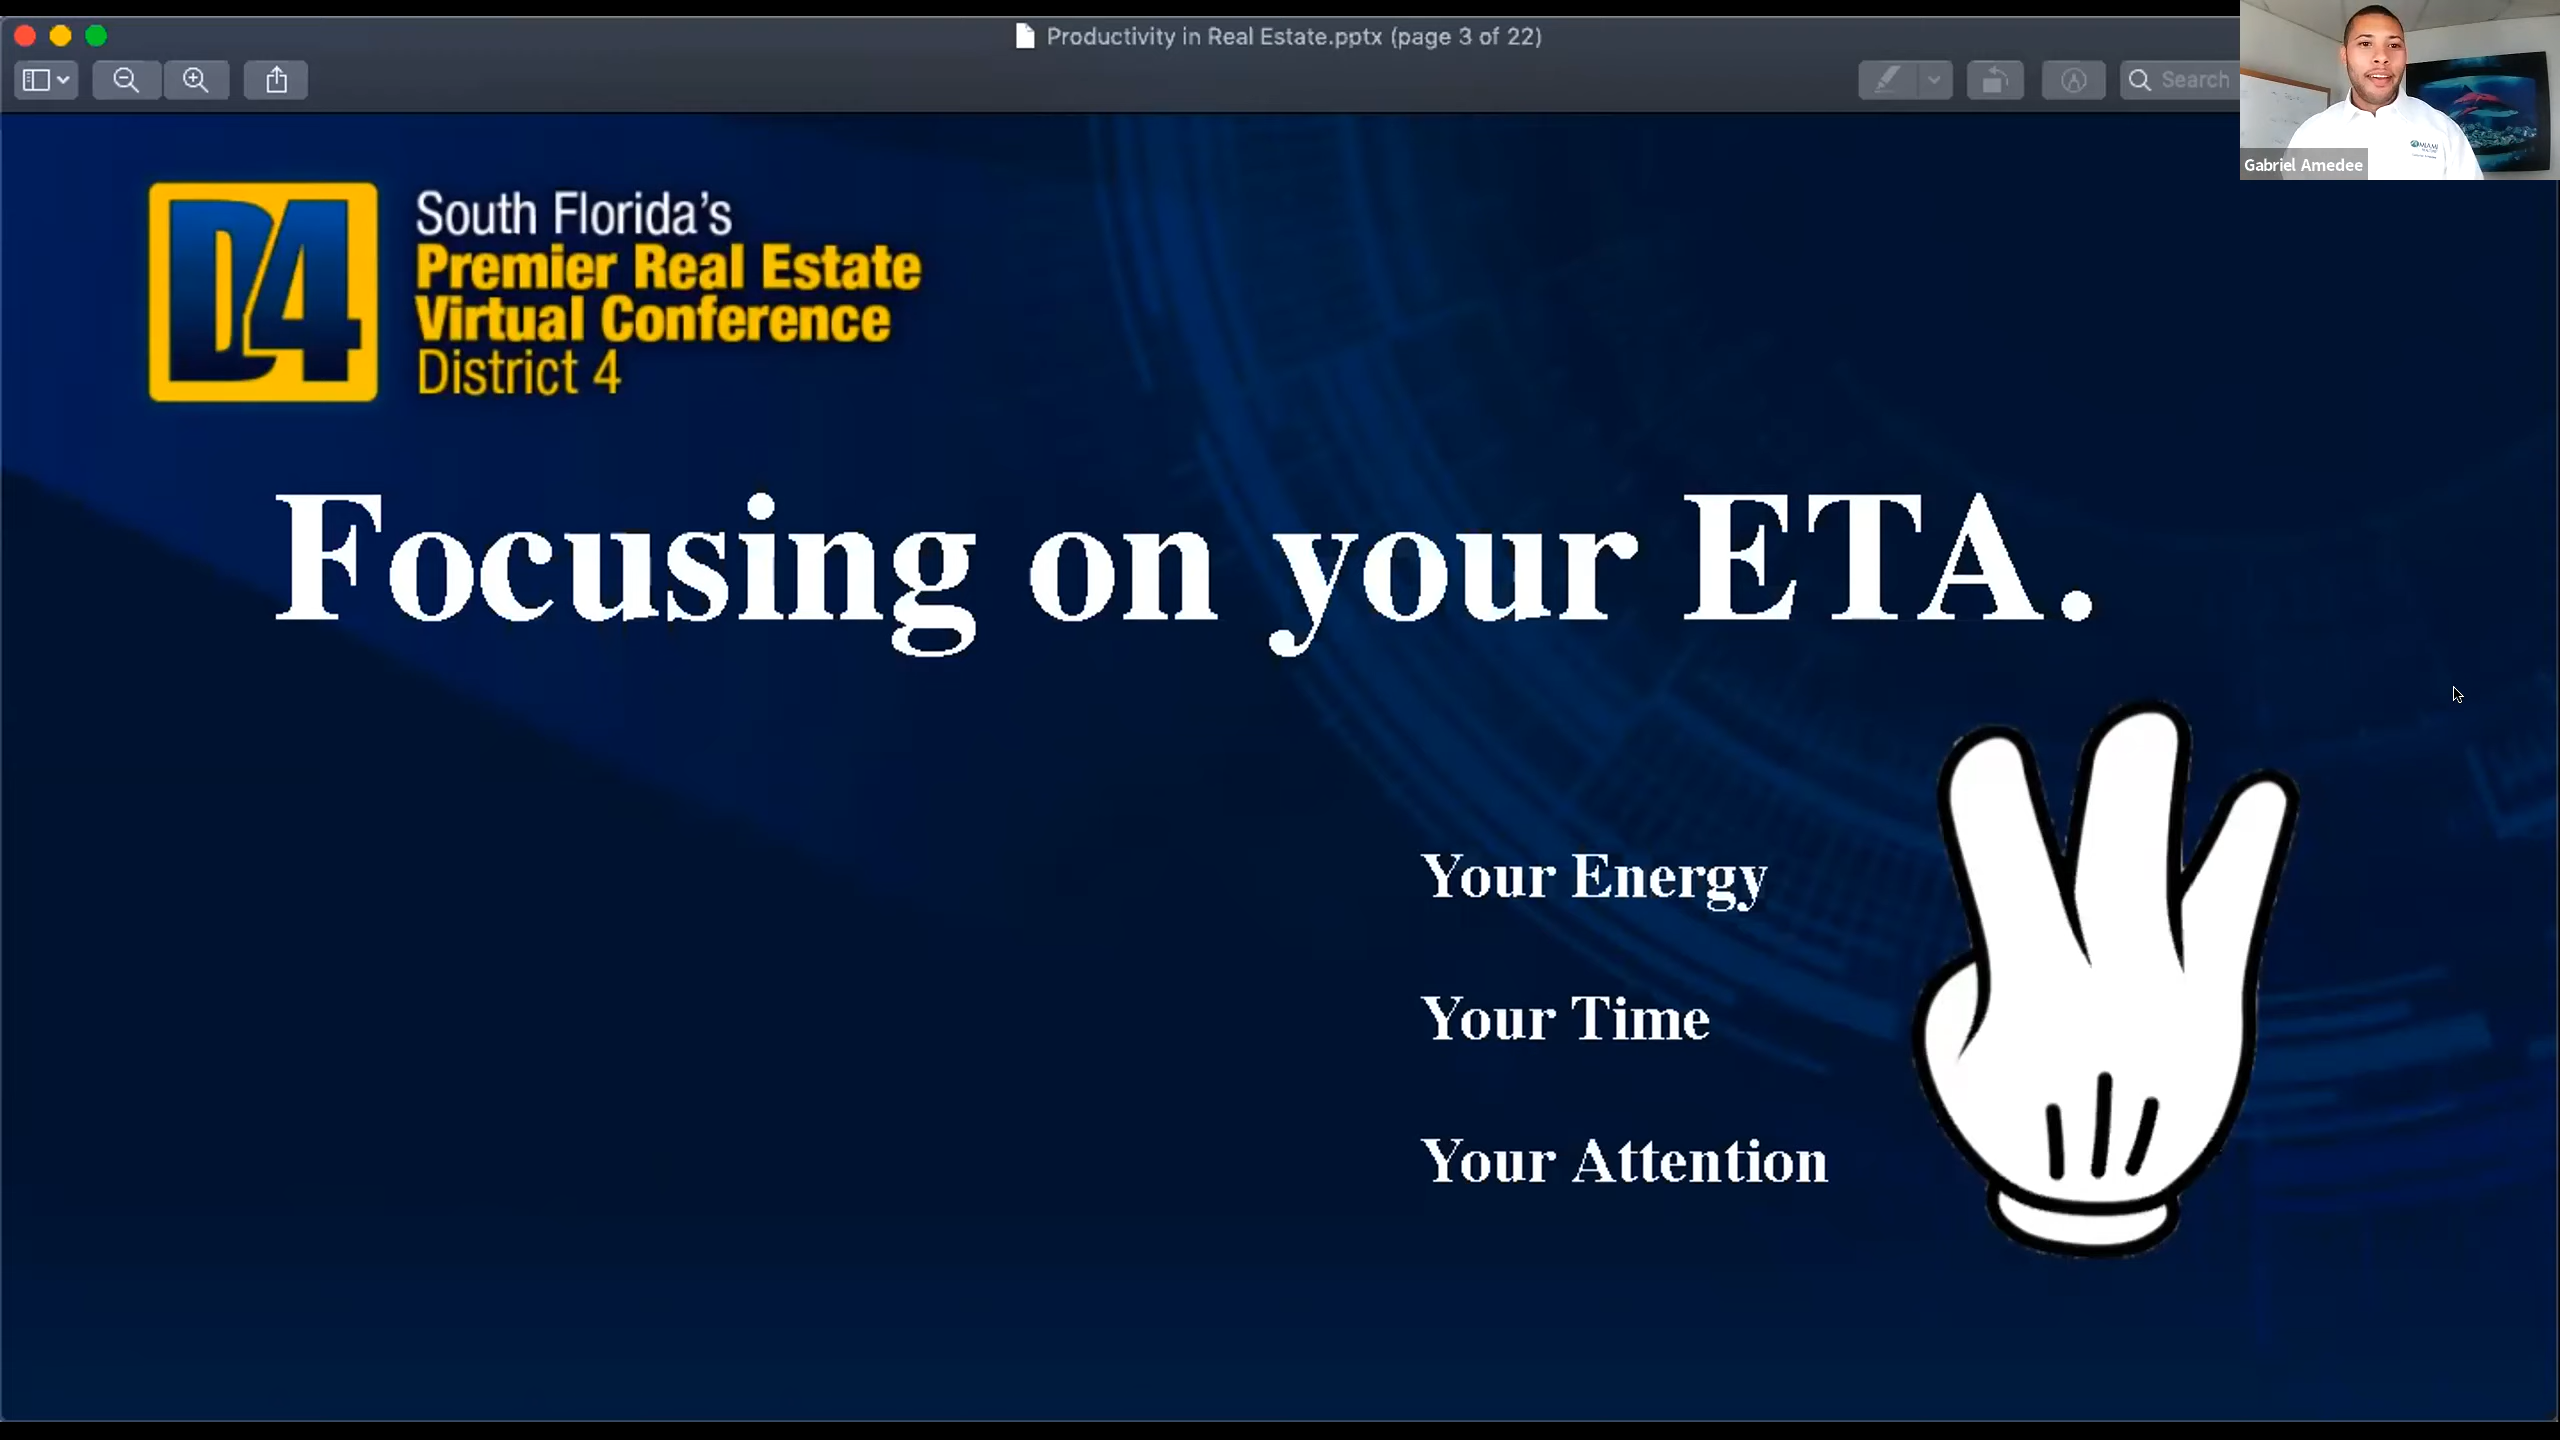 Productivity in Real Estate.pptx (page 3 of 22)
Search
MIAMI
Gabriel Amedee
D4
South Florida’s
Premier Real Estate
Virtual Conference
District 4
Focusing on your ETA.
Your Energy
Your Time
Your Attention